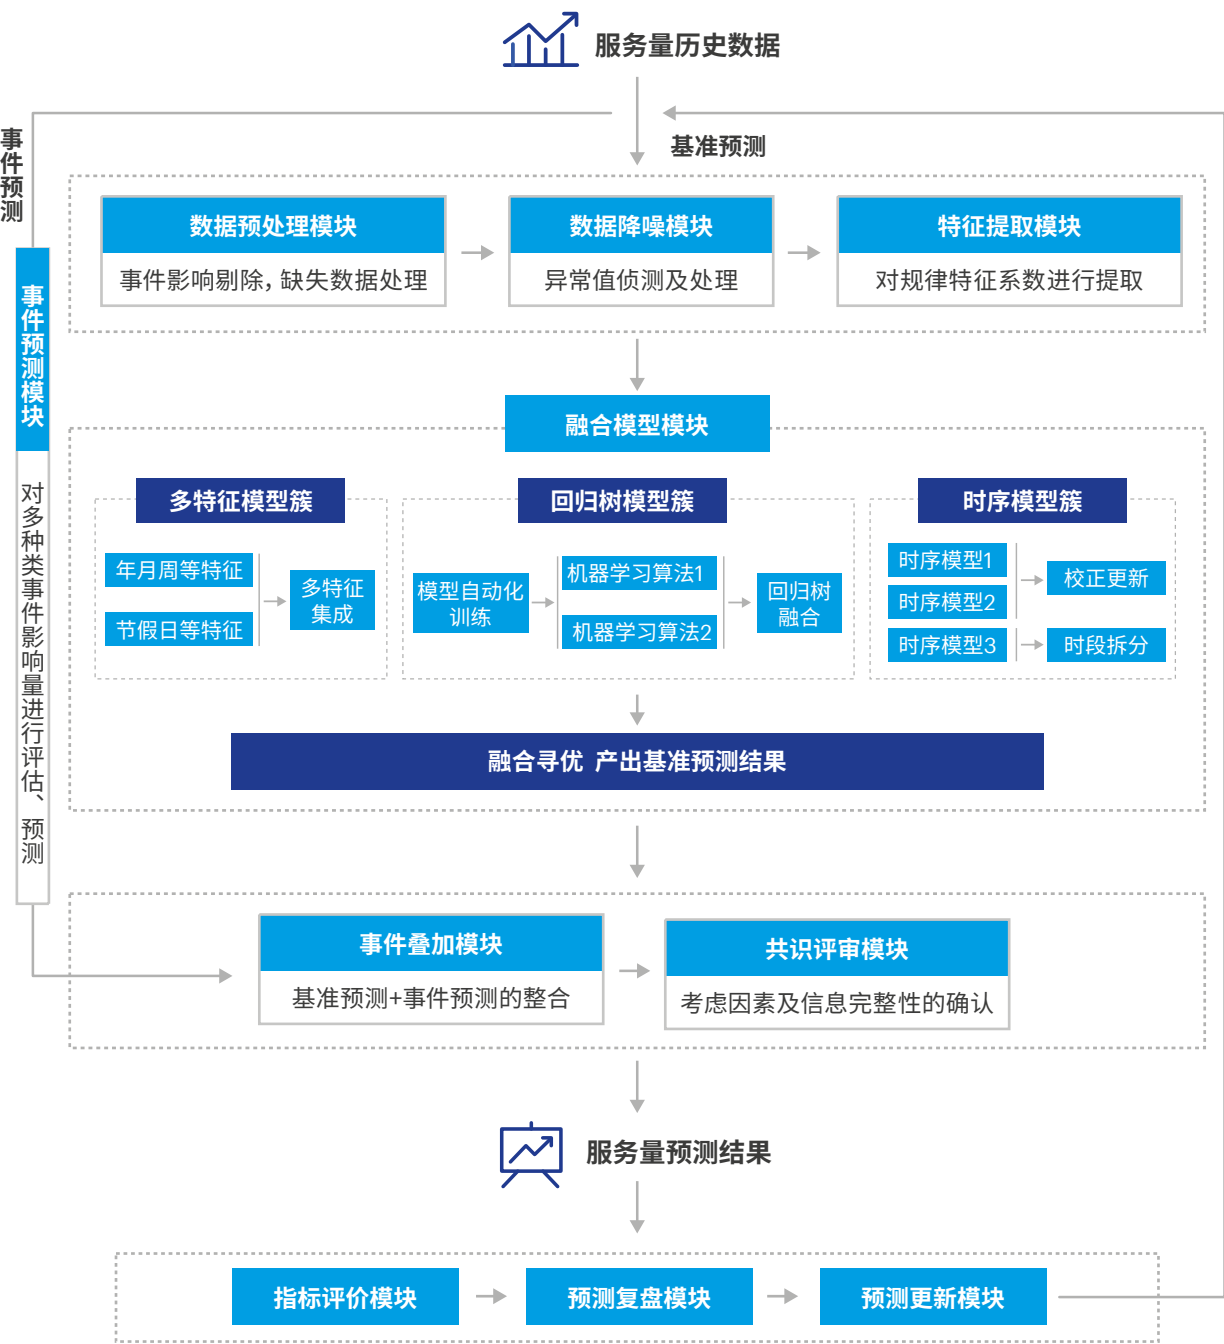 服务量历史数据
事件预测
基准预测
数据预处理模块
事件影响剔除,缺失数据处理
数据降噪模块
异常值侦测及处理
特征提取模块
对规律特征系数进行提取
事件预测模块
对多种类事件影响量进行评估、预测
融合模型模块
多特征模型簇
年月周等特征
节假日等特征
多特征
集成
回归树模型簇
模型自动化
训练
机器学习算法1
机器学习算法2
回归树
融合
时序模型簇
时序模型1
时序模型2
时序模型3
校正更新
时段拆分
融合寻优 产出基准预测结果
事件叠加模块
基准预测+事件预测的整合
共识评审模块
考虑因素及信息完整性的确认
服务量预测结果
指标评价模块
预测复盘模块
预测更新模块